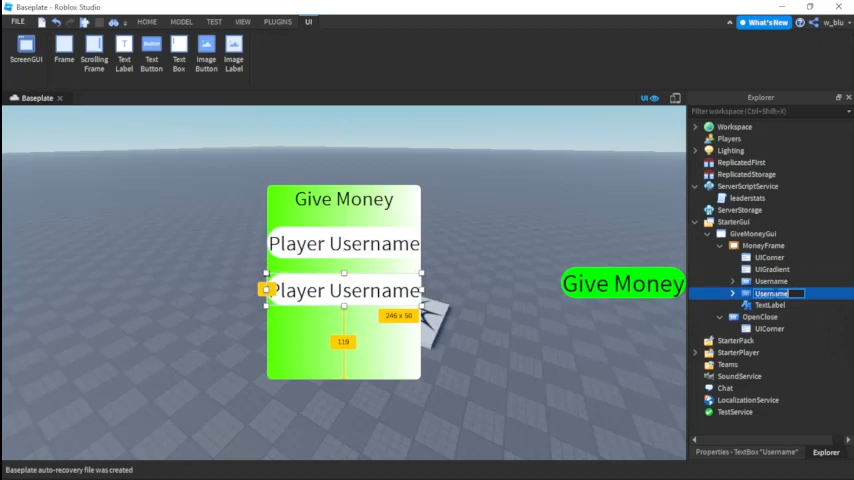 Baseplate - Roblox Studio
FILE
HOME
MODEL
TEST
VIEW
PLUGINS
UI
What's New
w_blu
ScreenGUI
Frame
Scrolling
Frame
Text
Label
Text
Button
Text
Box
Image
Button
Image
Label
Baseplate
UI
Explorer
Filter workspace (Ctrl+Shift+X)
Workspace
Players
Lighting
ReplicatedFirst
ReplicatedStorage
ServerScriptService
leaderstats
ServerStorage
StarterGui
GiveMoneyGui
MoneyFrame
UICorner
UIGradient
Username
Username
TextLabel
OpenClose
UICorner
StarterPack
StarterPlayer
Teams
SoundService
Chat
LocalizationService
TestService
Give Money
Player Username
Player Username
246 x 50
119
Give Money
Properties - TextBox "Username"
Explorer
Baseplate auto-recovery file was created